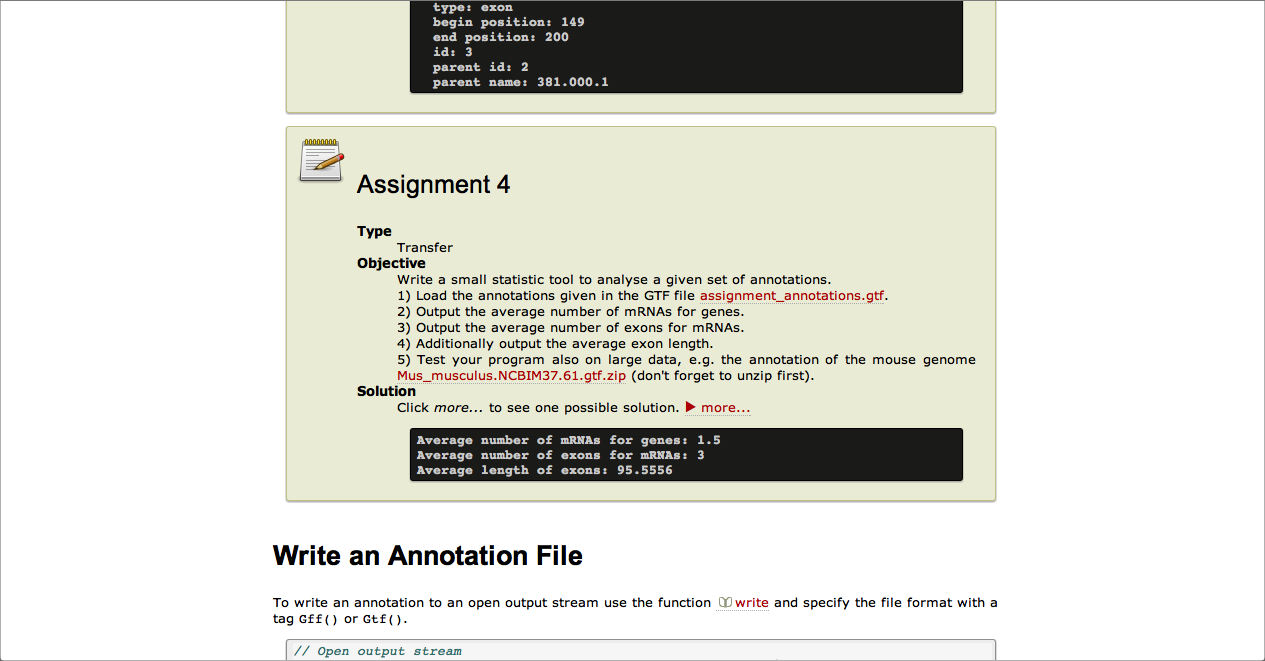 type: exon
begin position: 149
end position: 200
id: 3
parent id: 2
parent name: 381.000.1
Assignment 4
Type
Transfer
Objective
Write a small statistic tool to analyse a given set of annotations.
1) Load the annotations given in the GTF file assignment_annotations.gtf.
2) Output the average number of mRNAs for genes.
3) Output the average number of exons for mRNAs.
4) Additionally output the average exon length.
5) Test your program also on large data, e.g. the annotation of the mouse genome
Mus_musculus.NCBIM37.61.gtf.zip (don't forget to unzip first).
Solution
Click more... to see one possible solution. ▶ more...
Average number of mRNAs for genes: 1.5
Average number of exons for mRNAs: 3
Average length of exons: 95.5556
Write an Annotation File
To write an annotation to an open output stream use the function write and specify the file format with a
tag Gff() or Gtf().
// Open output stream